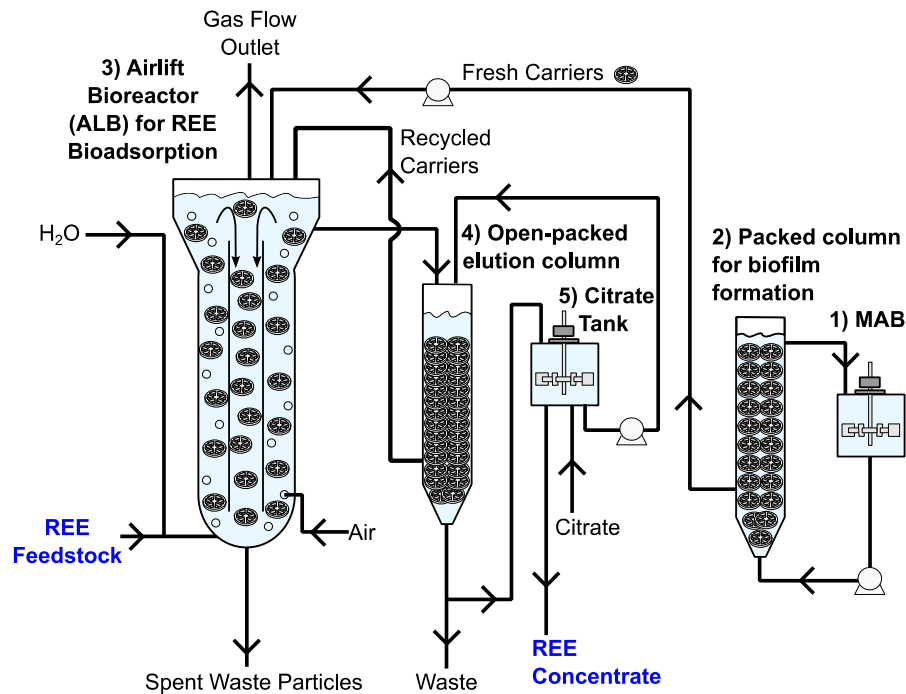 Gas Flow
Outlet
3) Airlift
Bioreactor
(ALB) for REE
Bioadsorption
Fresh Carriers
Recycled
Carriers
H₂O
4) Open-packed
elution column
2) Packed column
for biofilm
formation
5) Citrate
Tank
1) MAB
REE
Feedstock
Air
Citrate
Spent Waste Particles
Waste
REE
Concentrate